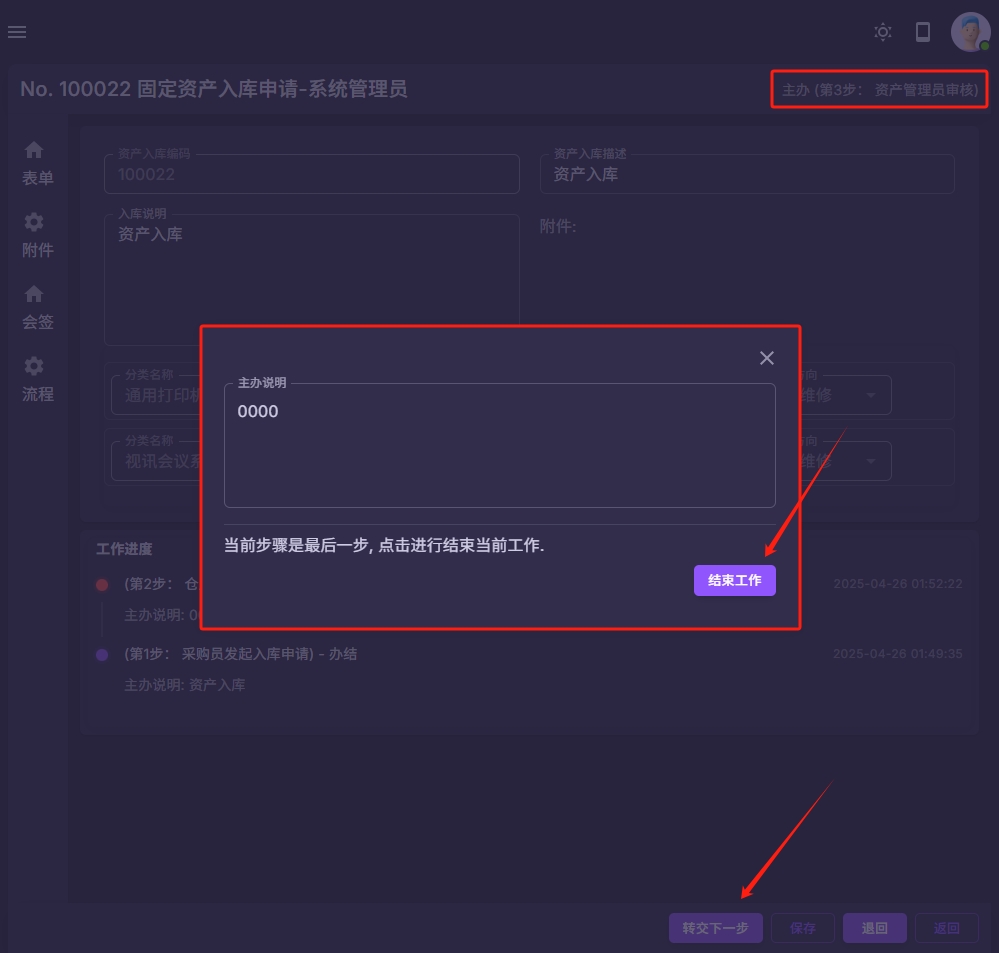 No. 100022 固定资产入库申请-系统管理员
主办 (第3步： 资产管理员审核)
表单
附件
会签
流程
资产入库编码
100022
资产入库描述
资产入库
入库说明
资产入库
附件:
分类名称
通用打印机
方向
维修
分类名称
视讯会议系
方向
维修
主办说明
0000
当前步骤是最后一步, 点击进行结束当前工作.
结束工作
工作进度
(第2步： 仓
2025-04-26 01:52:22
主办说明: 00
(第1步： 采购员发起入库申请) - 办结
2025-04-26 01:49:35
主办说明: 资产入库
转交下一步
保存
退回
返回